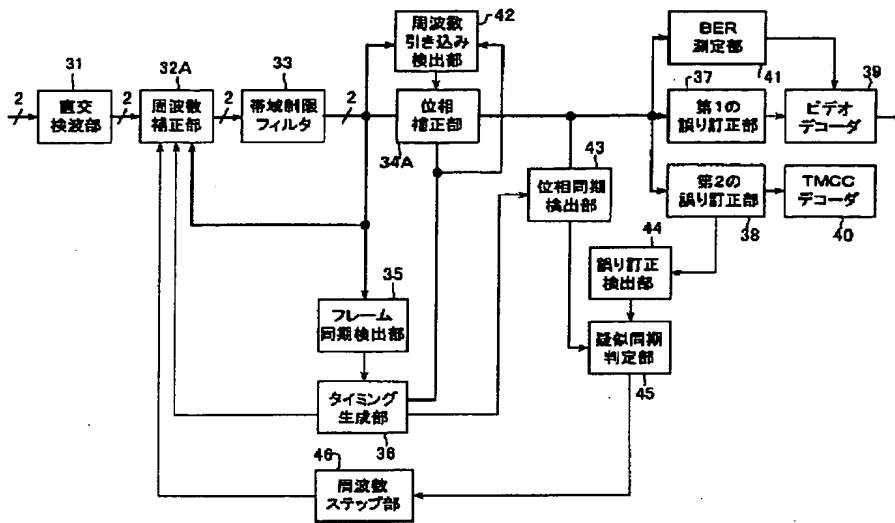 42
周波数
引き込み
検出部
BER
測定部
41
31
直交
検波部
32A
周波数
補正部
33
帯域制限
フィルタ
2
2
2
2
位相
補正部
34A
37
第1の
誤り訂正部
39
ビデオ
デコーダ
43
位相同期
検出部
第2の
誤り訂正部
38
TMCC
デコーダ
40
44
誤り訂正
検出部
35
フレーム
同期検出部
疑似同期
判定部
45
タイミング
生成部
36
46
周波数
ステップ部